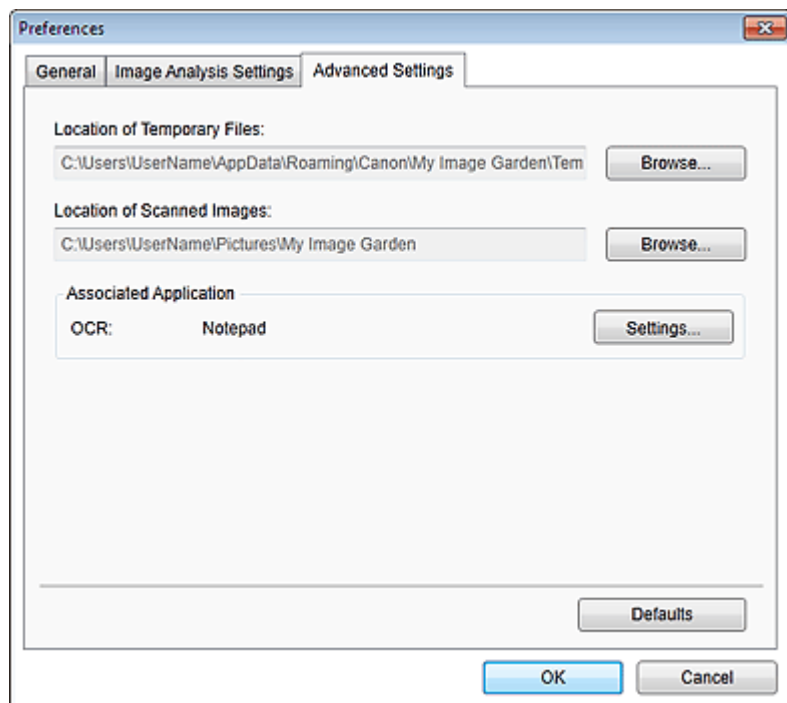 Preferences
General Image Analysis Settings Advanced Settings
Location of Temporary Files:
C:\Users\UserName\AppData\Roaming\Canon\My Image Garden\Tem Browse...
Location of Scanned Images:
C:\Users\UserName\Pictures\My Image Garden Browse...
Associated Application
OCR: Notepad Settings...
Defaults
OK Cancel